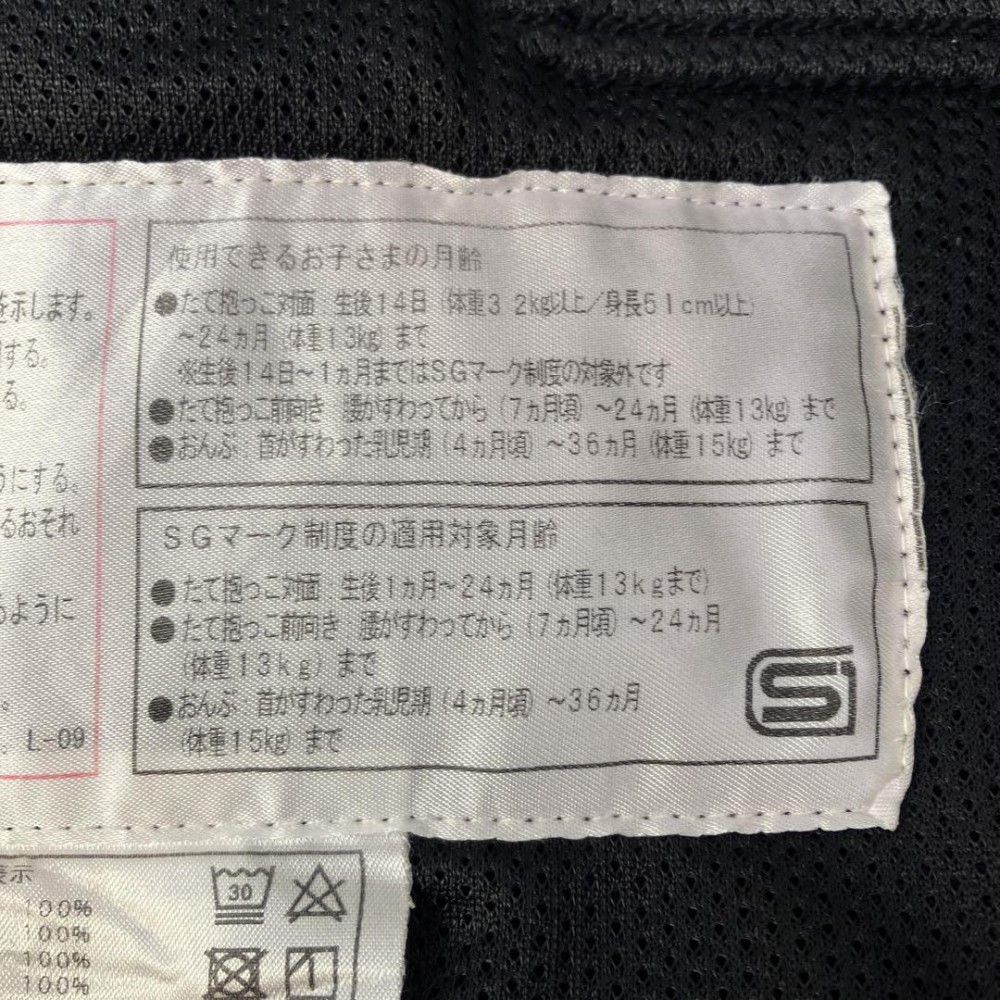 を示します。
する。
る。
うにする。
るおそれ
るように
。
L-09
使用できるお子さまの月齢
●たて抱っこ対面 生後14日 (体重3 2kg以上/身長51cm以上)
～24カ月 (体重13kg) まで
※生後14日～1ヵ月まではSGマーク制度の対象外です
●たて抱っこ前向き 腰がすわってから (7ヵ月頃) ～24ヵ月 (体重13kg) まで
●おんぶ：首がすわった乳児期 (4ヵ月頃) ～36ヵ月 (体重15kg) まで
SGマーク制度の適用対象月齢
●たて抱っこ対面：生後1ヵ月～24ヵ月 (体重13kgまで)
●たて抱っこ前向き 腰がすわってから (7ヵ月頃) ～24ヵ月
(体重13kg) まで
●おんぶ：首がすわった乳児期 (4ヵ月頃) ～36ヵ月
(体重15kg) まで
表示
100%
100%
100%
100%
30